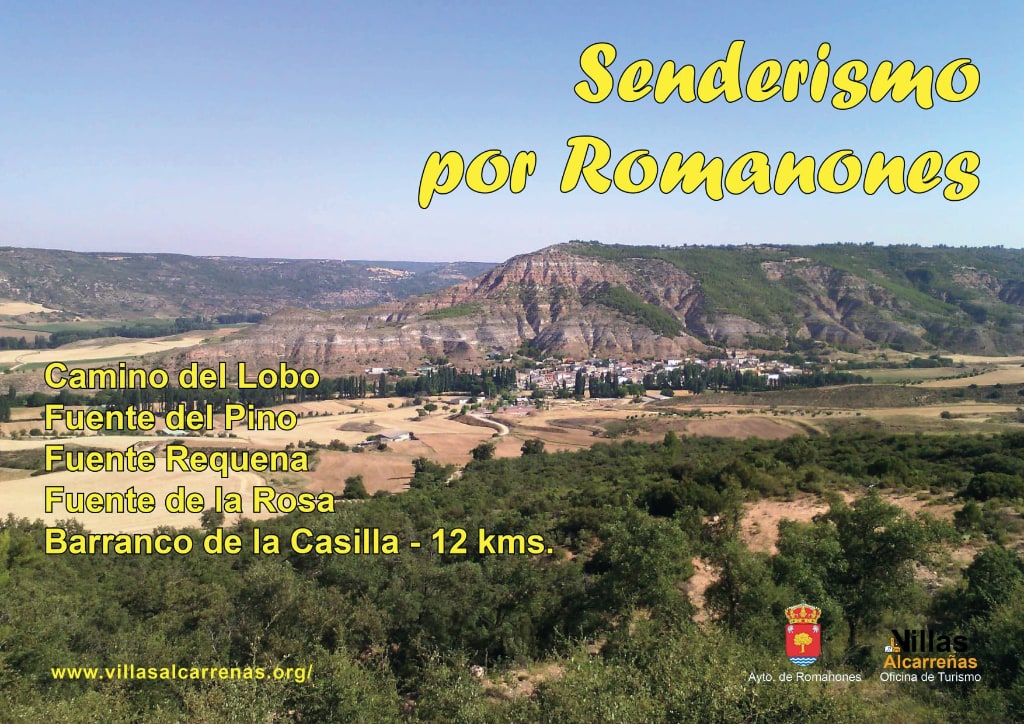 Senderismo
por Romanones
Camino del Lobo
Fuente del Pino
Fuente Requena
Fuente de la Rosa
Barranco de la Casilla - 12 kms.
www.villasalcarrenas.org/
Ayto. de Romanones
Villas
Alcarreñas
Oficina de Turismo